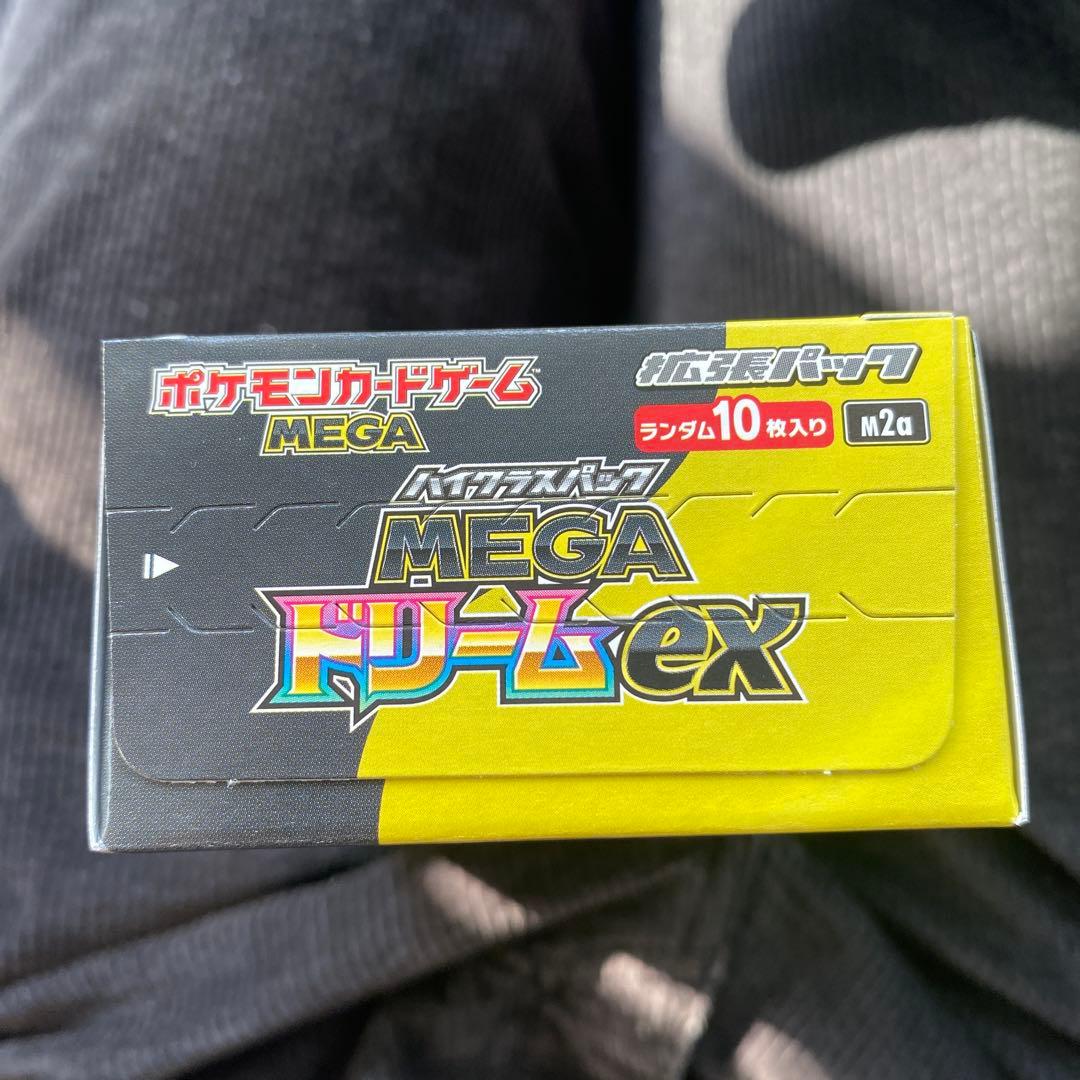 ポケモンカードゲーム™
MEGA
拡張パック
ランダム10枚入り
M2a
ハイクラスパック
MEGA
ドリームex